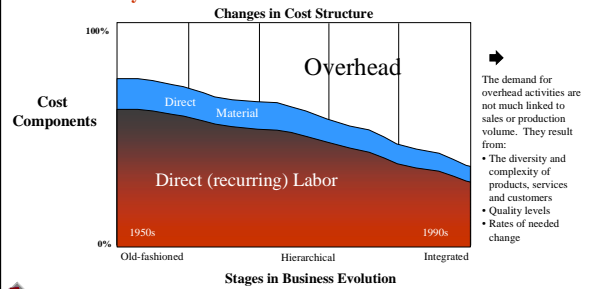 Changes in Cost Structure
100%
Overhead
Cost
Components
Direct
Material
Direct (recurring) Labor
1950s
1990s
0%
Old-fashioned
Hierarchical
Integrated
Stages in Business Evolution
The demand for
overhead activities are
not much linked to
sales or production
volume. They result
from:
• The diversity and
complexity of
products, services
and customers
• Quality levels
• Rates of needed
change